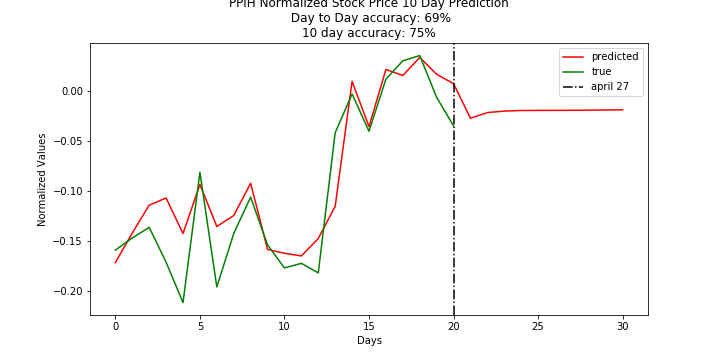 PPIH Normalized Stock Price 10 Day Prediction
Day to Day accuracy: 69%
10 day accuracy: 75%
predicted
true
april 27
0.00
−0.05
−0.10
−0.15
−0.20
Normalized Values
0 5 10 15 20 25 30
Days